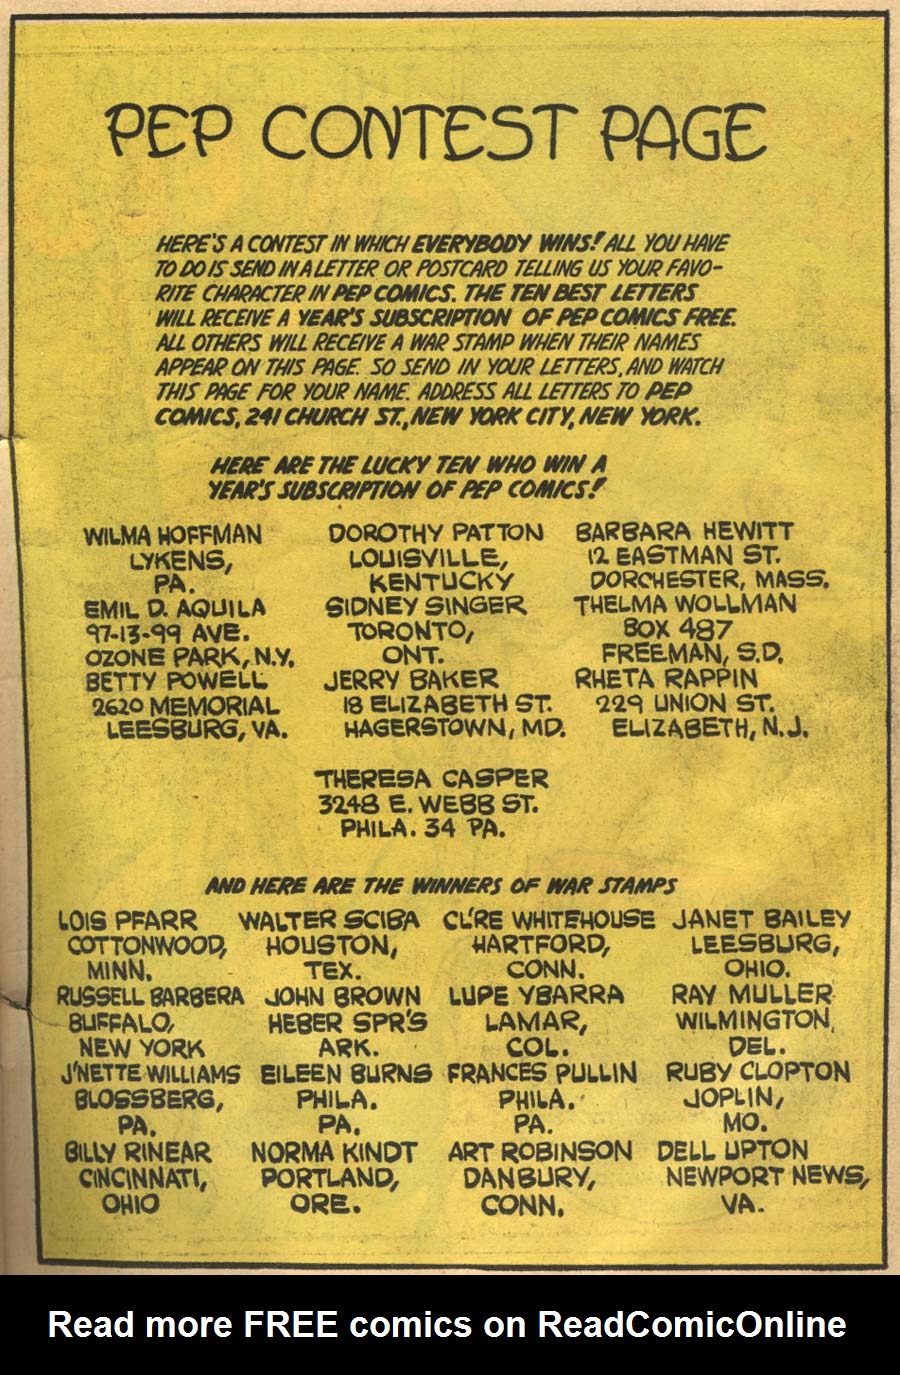 PEP CONTEST PAGE
HERE'S A CONTEST IN WHICH EVERYBODY WINS! ALL YOU HAVE
TO DO IS SEND IN A LETTER OR POSTCARD TELLING US YOUR FAVO-
RITE CHARACTER IN PEP COMICS. THE TEN BEST LETTERS
WILL RECEIVE A YEAR'S SUBSCRIPTION OF PEP COMICS FREE.
ALL OTHERS WILL RECEIVE A WAR STAMP WHEN THEIR NAMES
APPEAR ON THIS PAGE. SO SEND IN YOUR LETTERS, AND WATCH
THIS PAGE FOR YOUR NAME. ADDRESS ALL LETTERS TO PEP
COMICS, 241 CHURCH ST., NEW YORK CITY, NEW YORK.
HERE ARE THE LUCKY TEN WHO WIN A
YEAR'S SUBSCRIPTION OF PEP COMICS!
WILMA HOFFMAN
LYKENS,
PA.
EMIL D. AQUILA
97-13-99 AVE.
OZONE PARK, N.Y.
BETTY POWELL
2620 MEMORIAL
LEESBURG, VA.
DOROTHY PATTON
LOUISVILLE,
KENTUCKY
SIDNEY SINGER
TORONTO,
ONT.
JERRY BAKER
18 ELIZABETH ST.
HAGERSTOWN, MD.
BARBARA HEWITT
12 EASTMAN ST.
DORCHESTER, MASS.
THELMA WOLLMAN
BOX 487
FREEMAN, S.D.
RHETA RAPPIN
229 UNION ST.
ELIZABETH, N.J.
THERESA CASPER
3248 E. WEBB ST.
PHILA. 34 PA.
AND HERE ARE THE WINNERS OF WAR STAMPS
LOIS PFARR
COTTONWOOD,
MINN.
RUSSELL BARBERA
BUFFALO,
NEW YORK
J'NETTE WILLIAMS
BLOSSBERG,
PA.
BILLY RINEAR
CINCINNATI,
OHIO
WALTER SCIBA
HOUSTON,
TEX.
JOHN BROWN
HEBER SPR'S
ARK.
EILEEN BURNS
PHILA.
PA.
NORMA KINDT
PORTLAND,
ORE.
CL'RE WHITEHOUSE
HARTFORD,
CONN.
LUPE YBARRA
LAMAR,
COL.
FRANCES PULLIN
PHILA.
PA.
ART ROBINSON
DANBURY,
CONN.
JANET BAILEY
LEESBURG,
OHIO.
RAY MULLER
WILMINGTON,
DEL.
RUBY CLOPTON
JOPLIN,
MO.
DELL UPTON
NEWPORT NEWS,
VA.
Read more FREE comics on ReadComicOnline